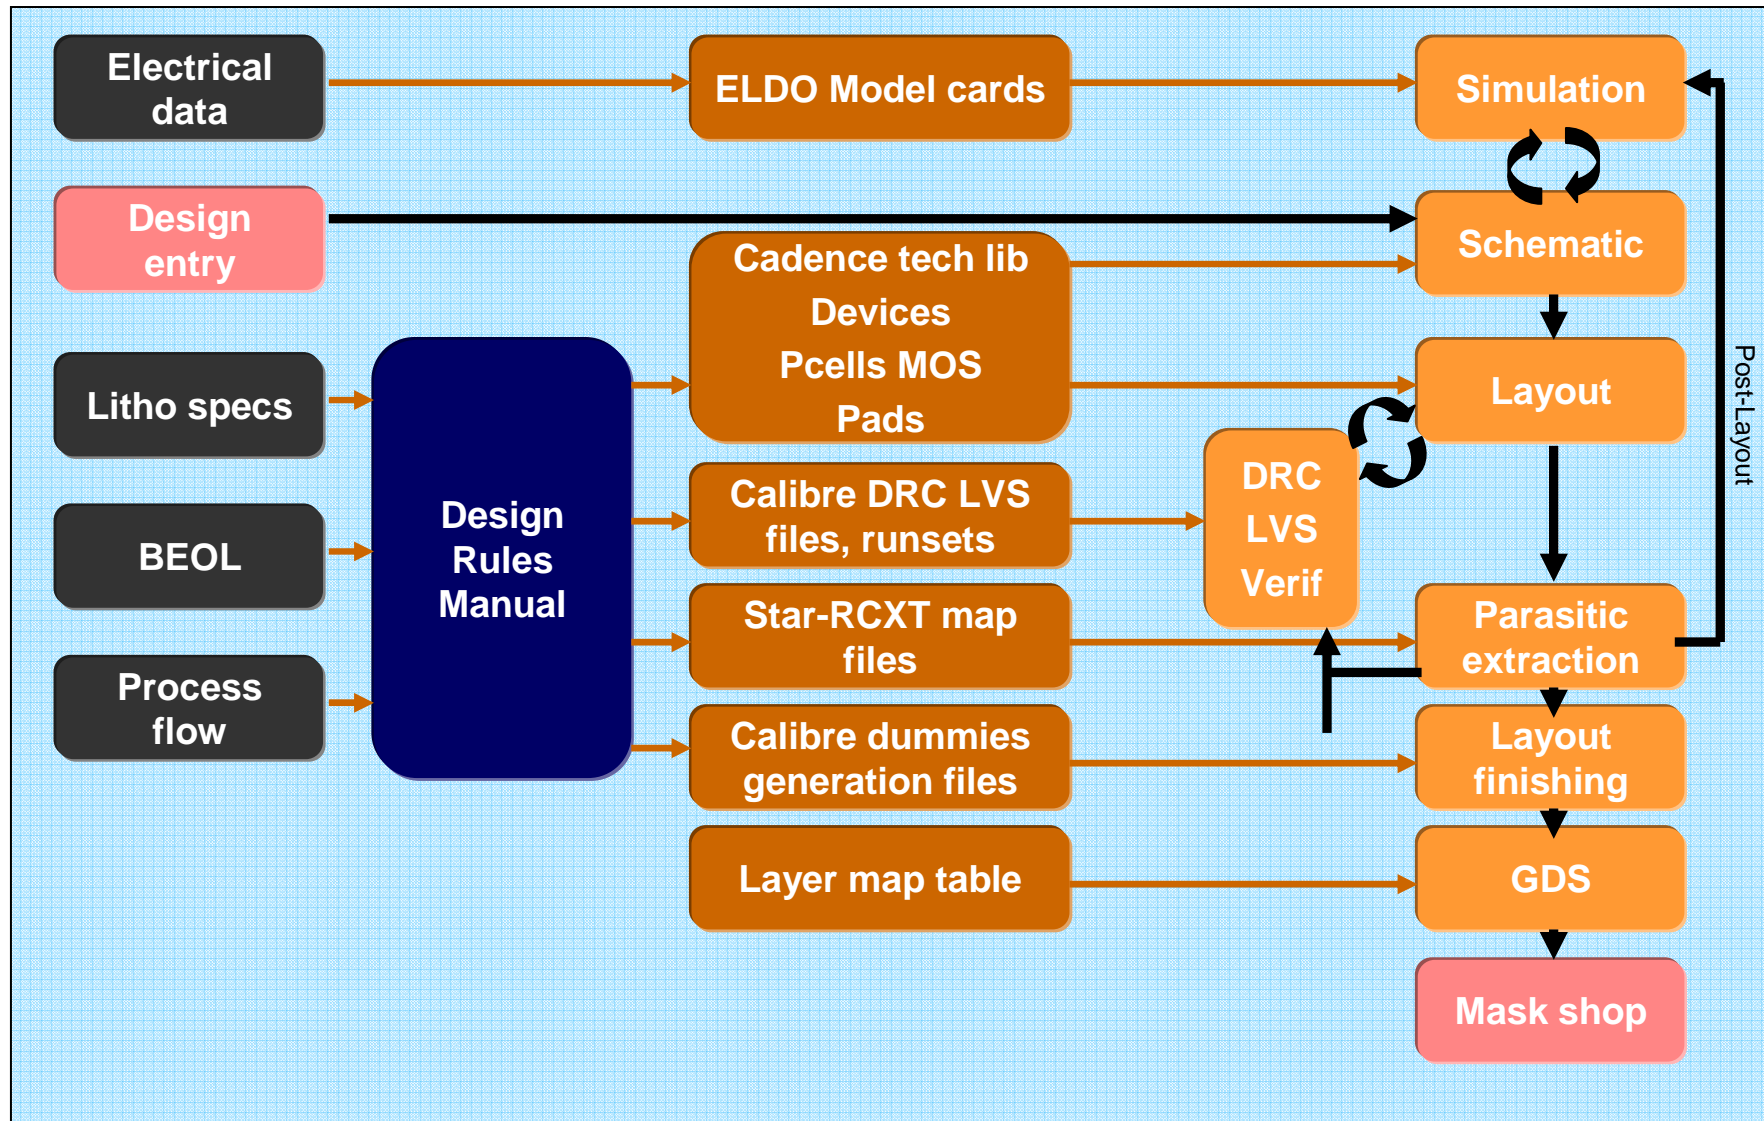 Electrical
data
ELDO Model cards
Simulation
Design
entry
Schematic
Cadence tech lib
Devices
Pcells MOS
Pads
Litho specs
Layout
Post-Layout
BEOL
Design
Rules
Manual
Calibre DRC LVS
files, runsets
DRC
LVS
Verif
Process
flow
Star-RCXT map
files
Parasitic
extraction
Calibre dummies
generation files
Layout
finishing
Layer map table
GDS
Mask shop